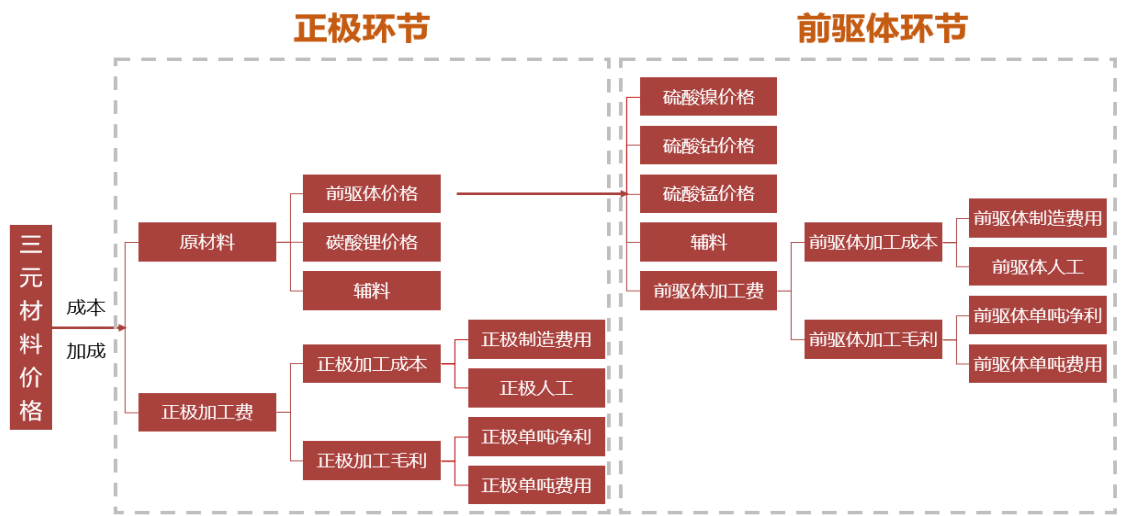 正极环节
前驱体环节
三元材料价格
成本
加成
原材料
正极加工费
前驱体价格
碳酸锂价格
辅料
正极加工成本
正极加工毛利
正极制造费用
正极人工
正极单吨净利
正极单吨费用
硫酸镍价格
硫酸钴价格
硫酸锰价格
辅料
前驱体加工费
前驱体加工成本
前驱体加工毛利
前驱体制造费用
前驱体人工
前驱体单吨净利
前驱体单吨费用